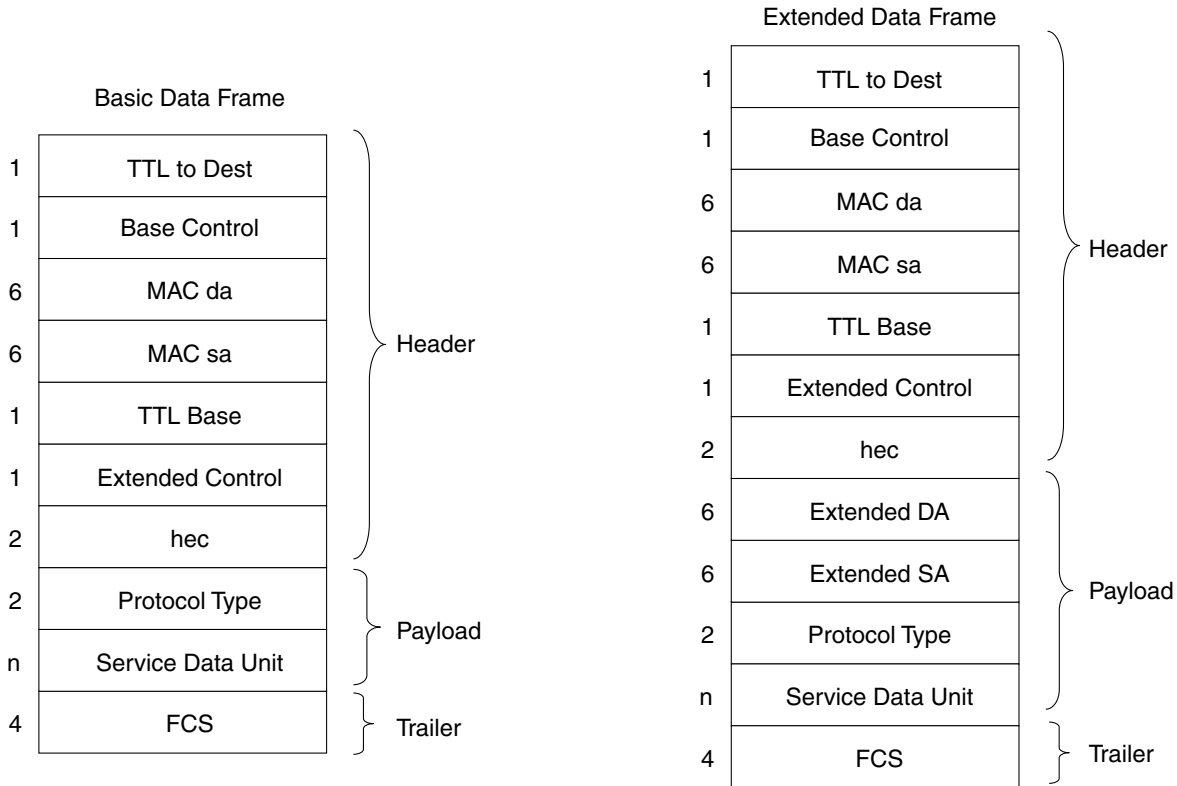 Basic Data Frame
1 TTL to Dest
1 Base Control
6 MAC da
6 MAC sa
1 TTL Base
1 Extended Control
2 hec
Header
2 Protocol Type
n Service Data Unit
Payload
4 FCS
Trailer
Extended Data Frame
1 TTL to Dest
1 Base Control
6 MAC da
6 MAC sa
1 TTL Base
1 Extended Control
2 hec
Header
6 Extended DA
6 Extended SA
2 Protocol Type
n Service Data Unit
Payload
4 FCS
Trailer